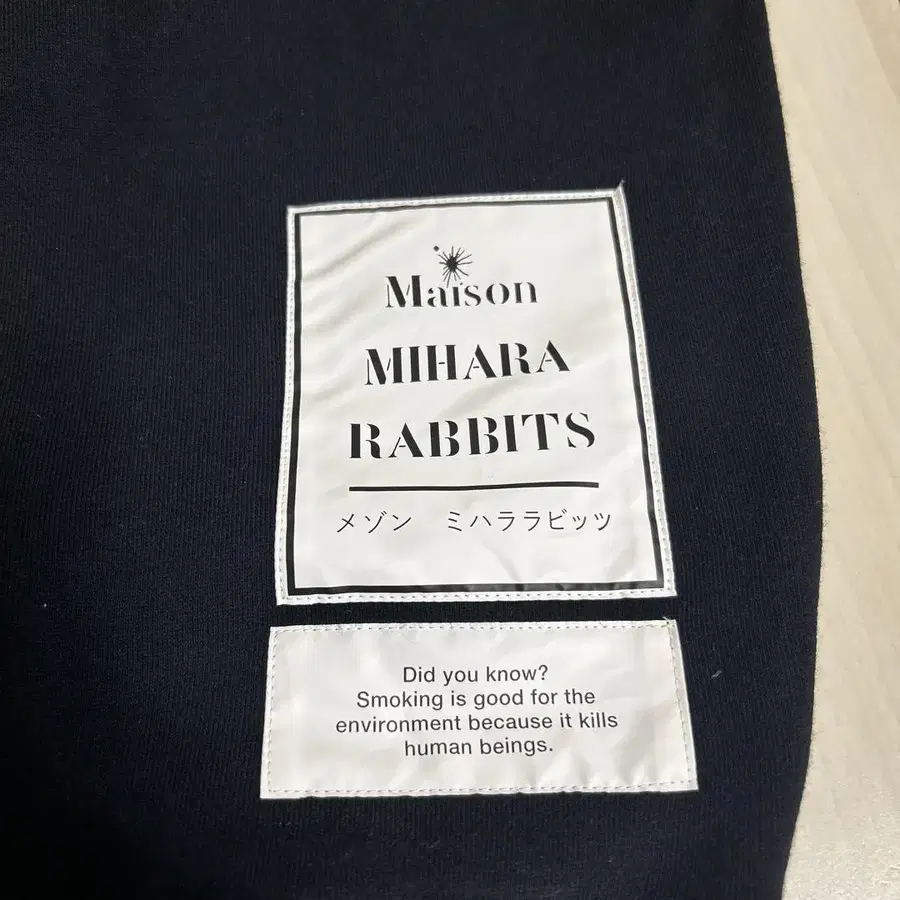 Maison
MIHARA
RABBITS
メゾン　ミハララビッツ
Did you know?
Smoking is good for the
environment because it kills
human beings.